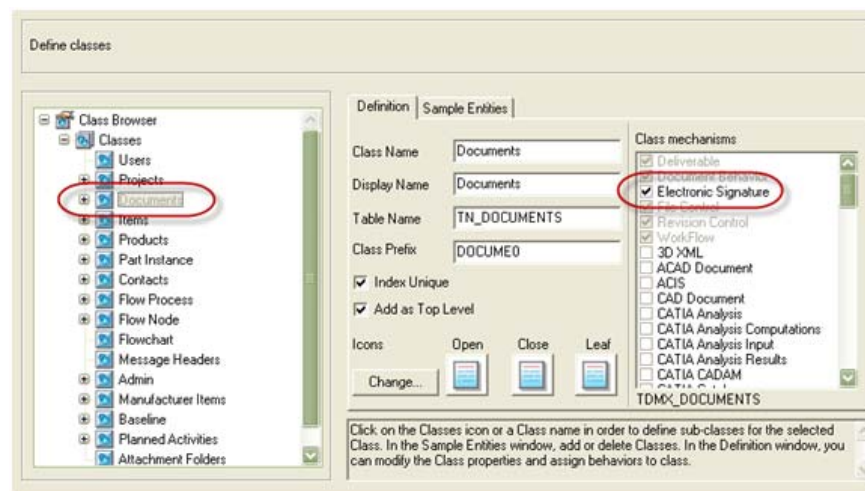 Define classes
Class Browser
Classes
Users
Projects
Documents
Items
Products
Part Instance
Contacts
Flow Process
Flow Node
Flowchart
Message Headers
Admin
Manufacturer Items
Baseline
Planned Activities
Attachment Folders
Definition
Sample Entities
Class Name
Documents
Display Name
Documents
Table Name
TN_DOCUMENTS
Class Prefix
DOCUME0
Index Unique
Add as Top Level
Icons
Open
Close
Leaf
Change...
Class mechanisms
Deliverable
Document Behavior
Electronic Signature
File Control
Revision Control
WorkFlow
3D XML
ACAD Document
ACIS
CAD Document
CATIA Analysis
CATIA Analysis Computations
CATIA Analysis Input
CATIA Analysis Results
CATIA CADAM
TDMX_DOCUMENTS
Click on the Classes icon or a Class name in order to define sub-classes for the selected
Class. In the Sample Entities window, add or delete Classes. In the Definition window, you
can modify the Class properties and assign behaviors to class.